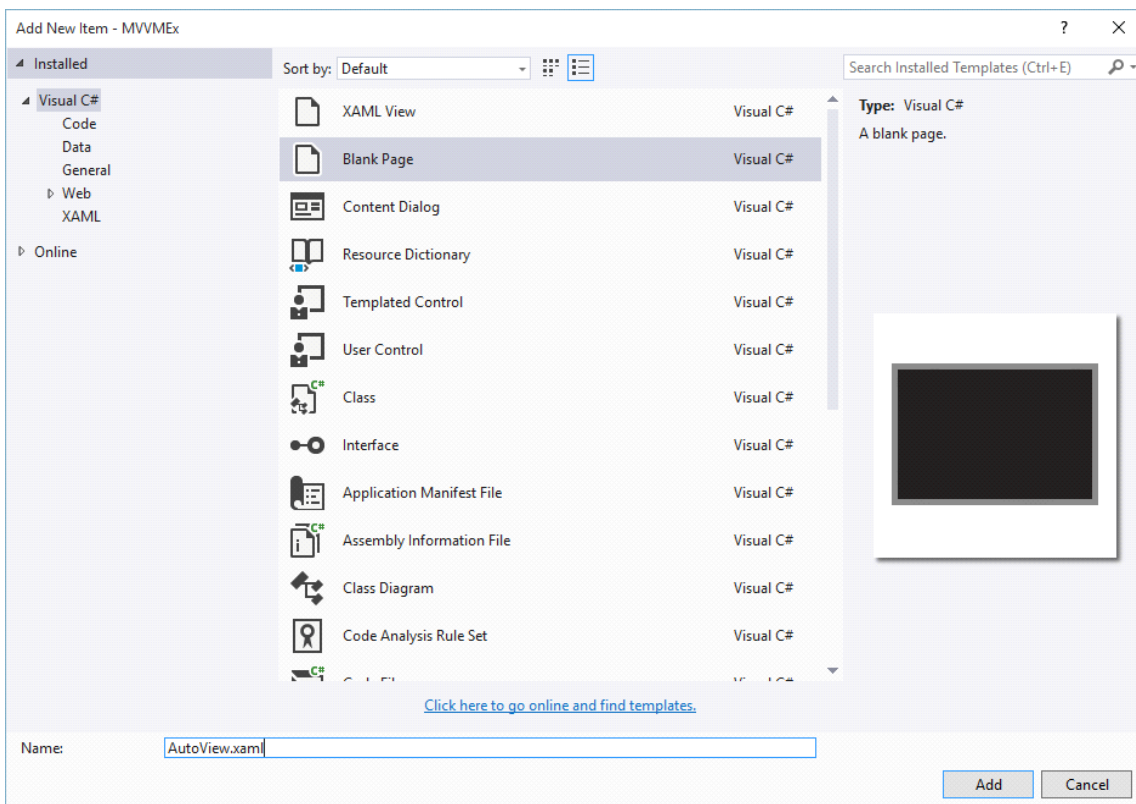 Add New Item - MVVMEx
?
Installed
Sort by: Default
Search Installed Templates (Ctrl+E)
Visual C#
Code
Data
General
Web
XAML
Online
XAML View Visual C#
Blank Page Visual C#
Content Dialog Visual C#
Resource Dictionary Visual C#
Templated Control Visual C#
User Control Visual C#
C#
Class Visual C#
Interface Visual C#
Application Manifest File Visual C#
C#
Assembly Information File Visual C#
Class Diagram Visual C#
Code Analysis Rule Set Visual C#
C#
Type: Visual C#
A blank page.
Click here to go online and find templates.
Name: AutoView.xaml
Add Cancel